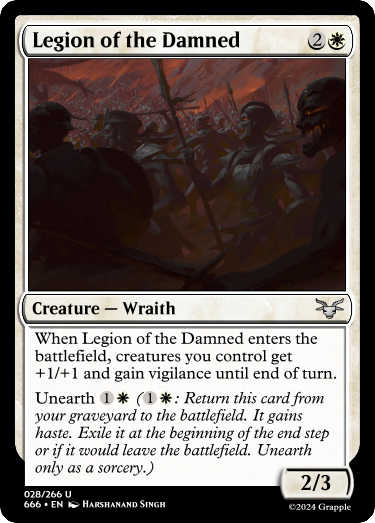 Legion of the Damned 2
Creature — Wraith
When Legion of the Damned enters the
battlefield, creatures you control get
+1/+1 and gain vigilance until end of turn.
Unearth 1 (1: Return this card from
your graveyard to the battlefield. It gains
haste. Exile it at the beginning of the end step
or if it would leave the battlefield. Unearth
only as a sorcery.)
2/3
028/266 U
666 • EN Harshanand Singh
©2024 Grapple